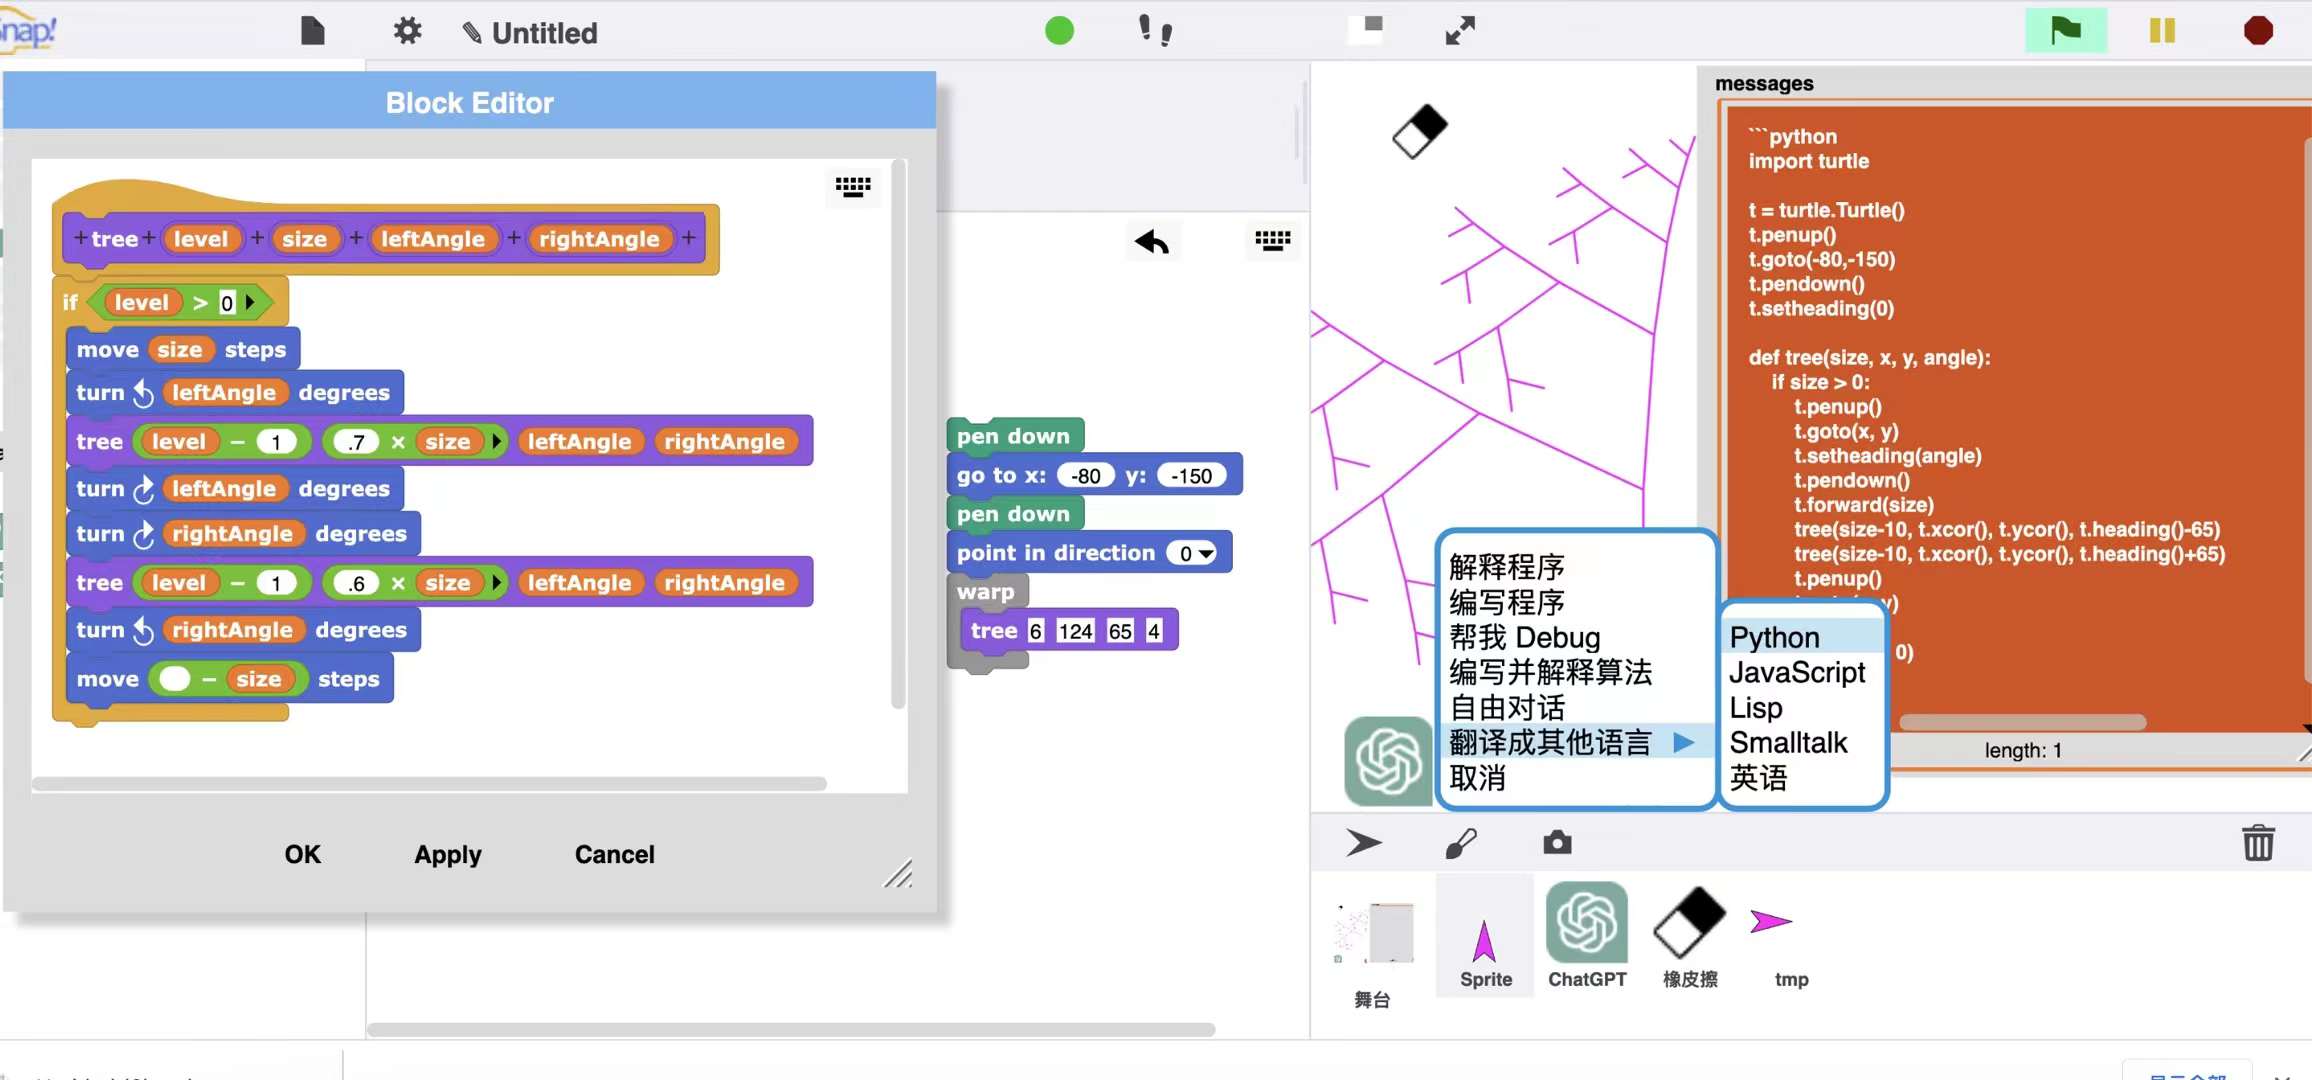 Snap!
Untitled
Block Editor
+ tree + level + size + leftAngle + rightAngle +
if level > 0
move size steps
turn leftAngle degrees
tree level − 1 .7 × size leftAngle rightAngle
turn leftAngle degrees
turn rightAngle degrees
tree level − 1 .6 × size leftAngle rightAngle
turn rightAngle degrees
move − size steps
OK Apply Cancel
pen down
go to x: -80 y: -150
pen down
point in direction 0
warp
tree 6 124 65 4
messages
```python
import turtle
t = turtle.Turtle()
t.penup()
t.goto(-80,-150)
t.pendown()
t.setheading(0)
def tree(size, x, y, angle):
if size > 0:
t.penup()
t.goto(x, y)
t.setheading(angle)
t.pendown()
t.forward(size)
tree(size-10, t.xcor(), t.ycor(), t.heading()-65)
tree(size-10, t.xcor(), t.ycor(), t.heading()+65)
t.penup()
y)
0)
length: 1
解释程序
编写程序
帮我 Debug
编写并解释算法
自由对话
翻译成其他语言
取消
Python
JavaScript
Lisp
Smalltalk
英语
舞台
Sprite
ChatGPT
橡皮擦
tmp